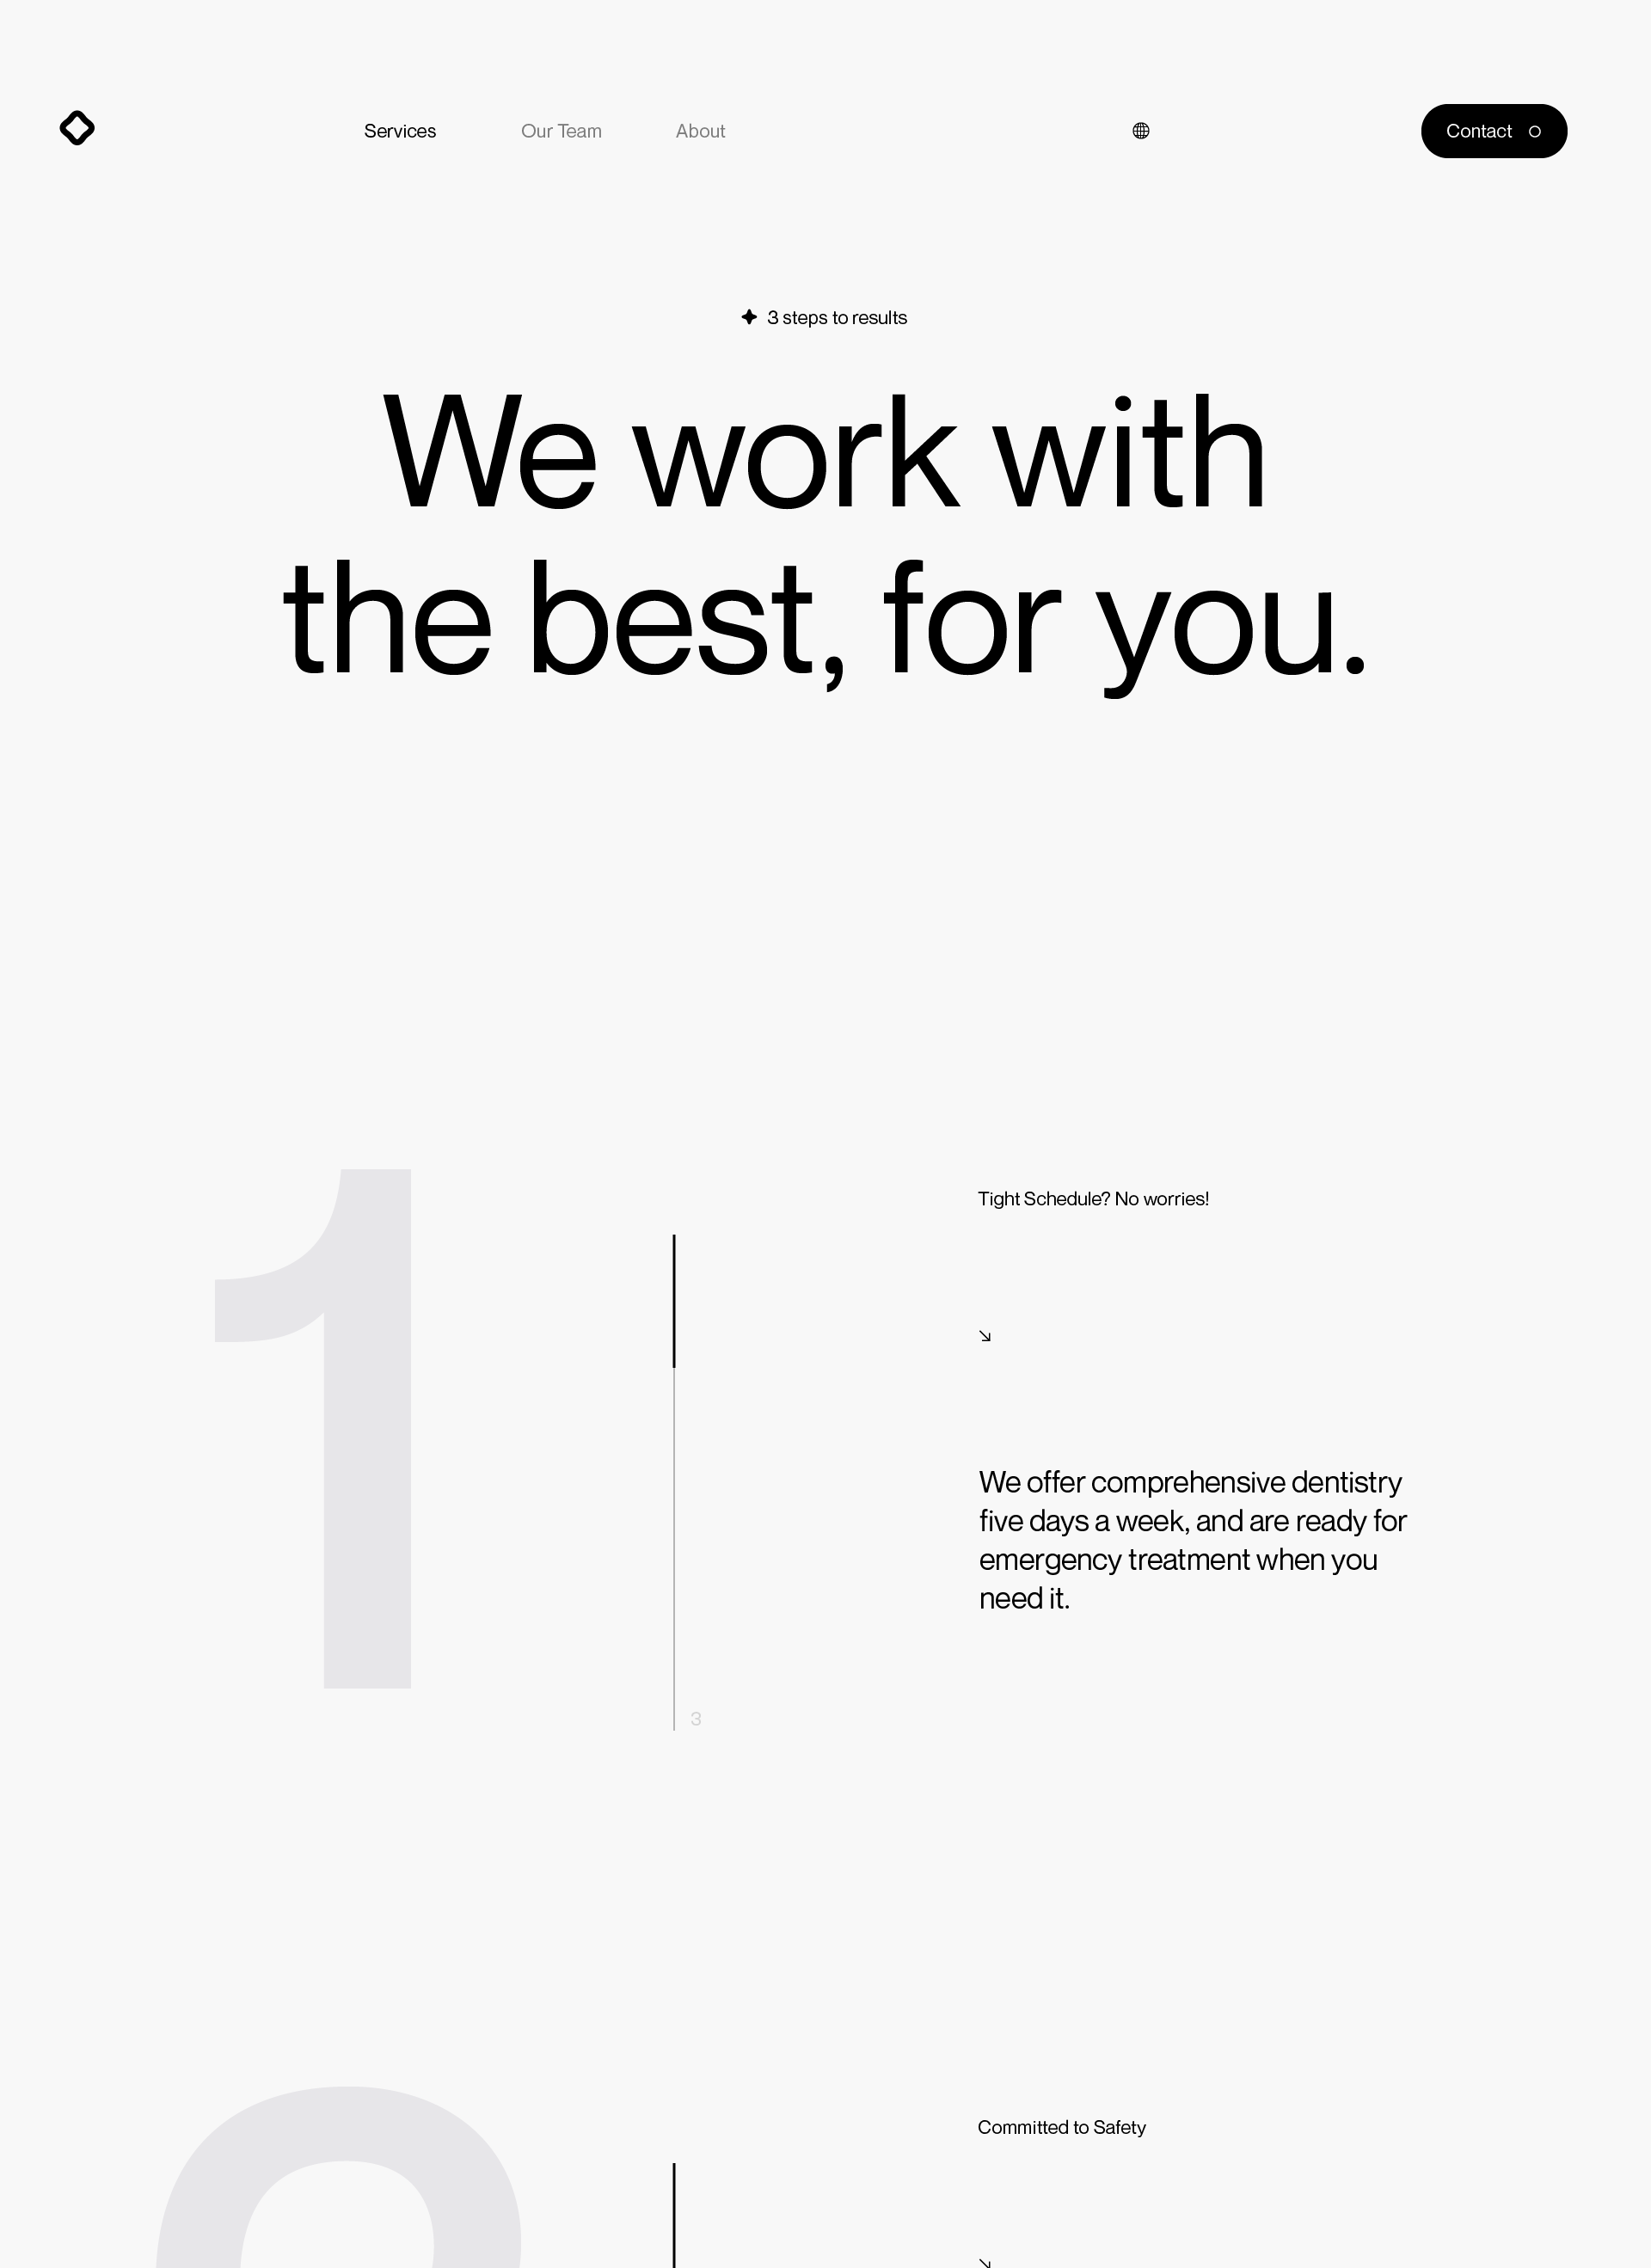 Services
Our Team
About
Contact
3 steps to results
We work with
the best, for you.
1
Tight Schedule? No worries!
We offer comprehensive dentistry
five days a week, and are ready for
emergency treatment when you
need it.
3
Committed to Safety